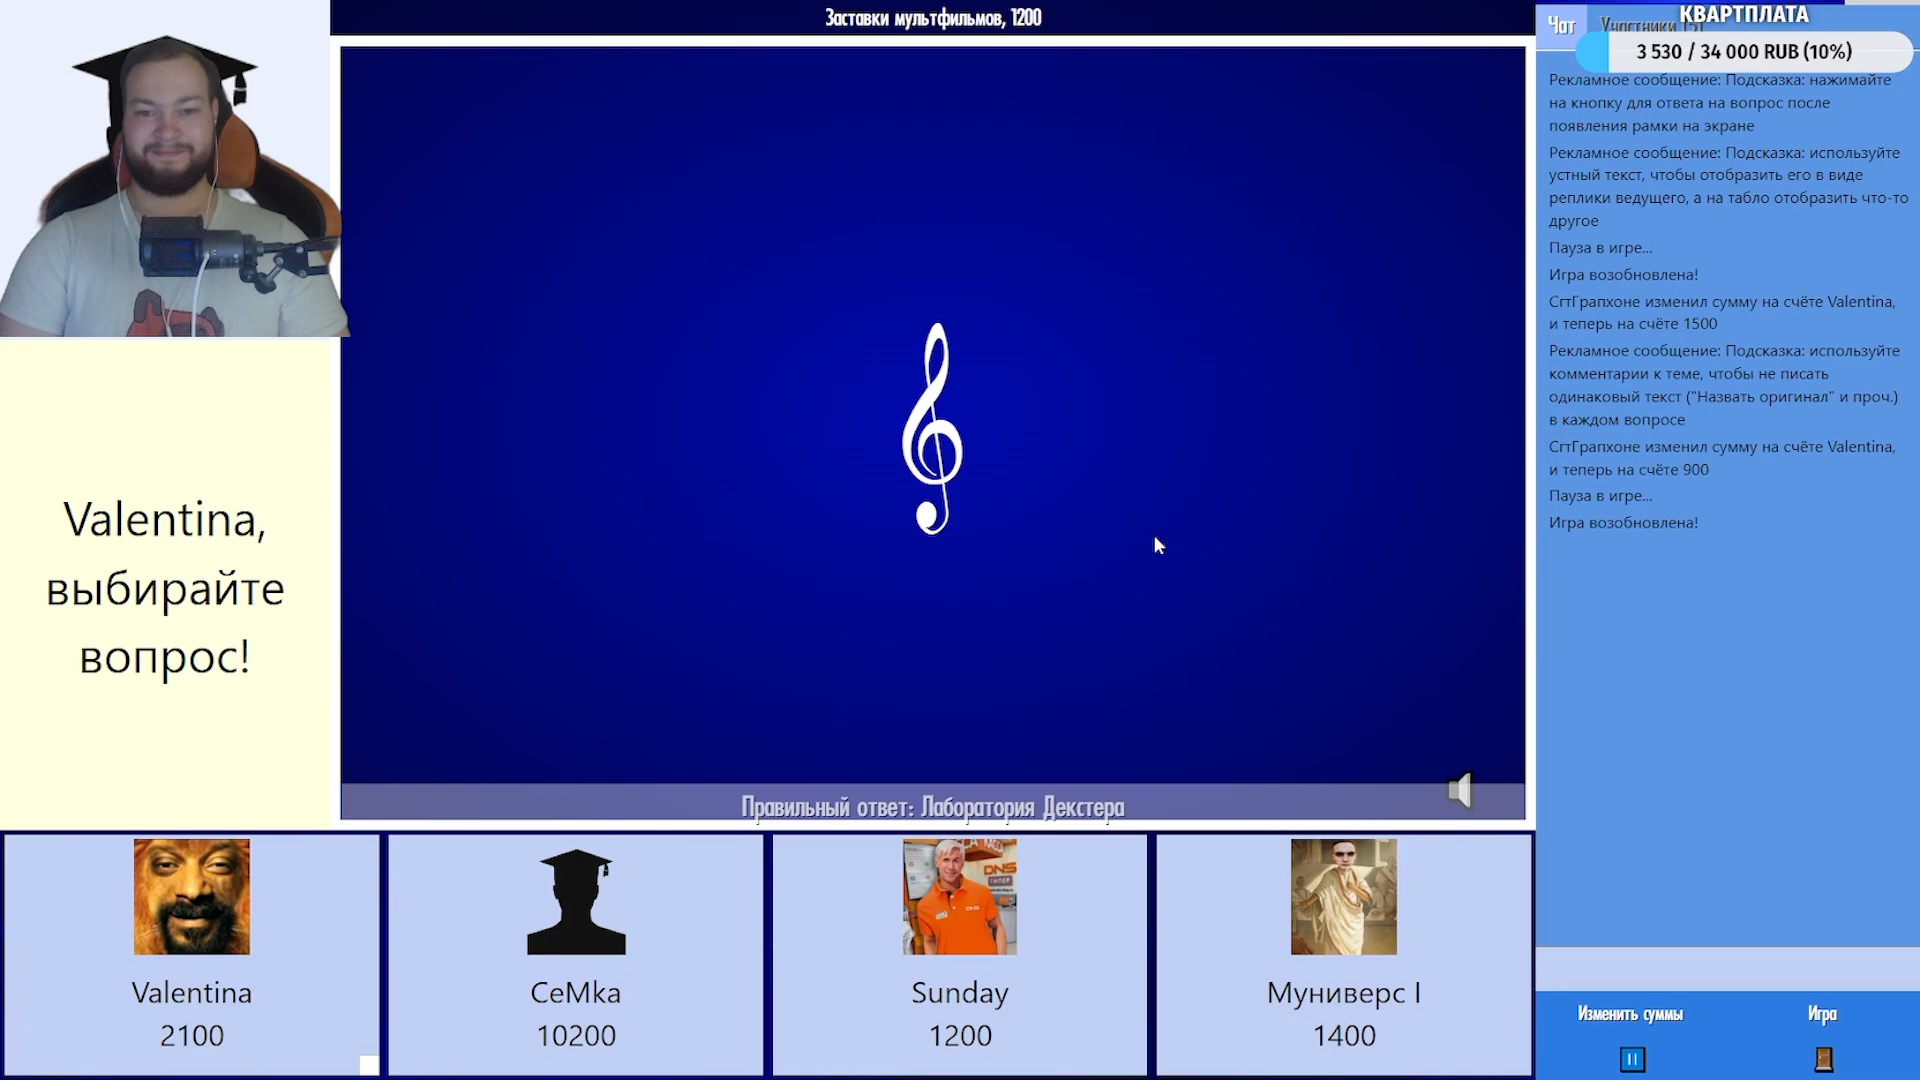 Заставки мультфильмов, 1200
Valentina,
выбирайте
вопрос!
Правильный ответ: Лаборатория Декстера
Valentina
2100
CeMka
10200
Sunday
1200
Муниверс I
1400
КВАРТПЛАТА
Чат
Участники (5)
3 530 / 34 000 RUB (10%)
Рекламное сообщение: Подсказка: нажимайте
на кнопку для ответа на вопрос после
появления рамки на экране
Рекламное сообщение: Подсказка: используйте
устный текст, чтобы отобразить его в виде
реплики ведущего, а на табло отобразить что-то
другое
Пауза в игре...
Игра возобновлена!
СгтГрапхоне изменил сумму на счёте Valentina,
и теперь на счёте 1500
Рекламное сообщение: Подсказка: используйте
комментарии к теме, чтобы не писать
одинаковый текст ("Назвать оригинал" и проч.)
в каждом вопросе
СгтГрапхоне изменил сумму на счёте Valentina,
и теперь на счёте 900
Пауза в игре...
Игра возобновлена!
Изменить суммы
Игра
DNS
ГИПЕР